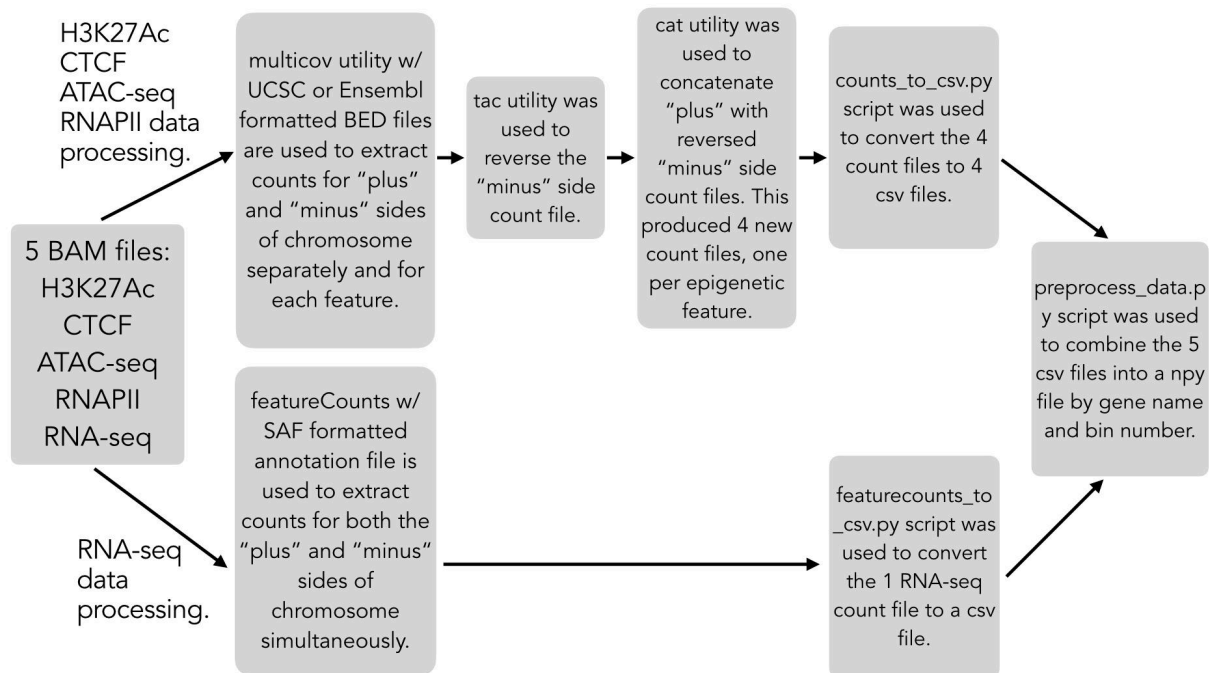 H3K27Ac
CTCF
ATAC-seq
RNAPII data
processing.
5 BAM files:
H3K27Ac
CTCF
ATAC-seq
RNAPII
RNA-seq
RNA-seq
data
processing.
multicov utility w/
UCSC or Ensembl
formatted BED files
are used to extract
counts for “plus”
and “minus” sides
of chromosome
separately and for
each feature.
tac utility was
used to
reverse the
“minus” side
count file.
cat utility was
used to
concatenate
“plus” with
reversed
“minus” side
count files. This
produced 4 new
count files, one
per epigenetic
feature.
counts_to_csv.py
script was used
to convert the 4
count files to 4
csv files.
featureCounts w/
SAF formatted
annotation file is
used to extract
counts for both the
“plus” and “minus“
sides of
chromosome
simultaneously.
featurecounts_to
_csv.py script was
used to convert
the 1 RNA-seq
count file to a csv
file.
preprocess_data.p
y script was used
to combine the 5
csv files into a npy
file by gene name
and bin number.